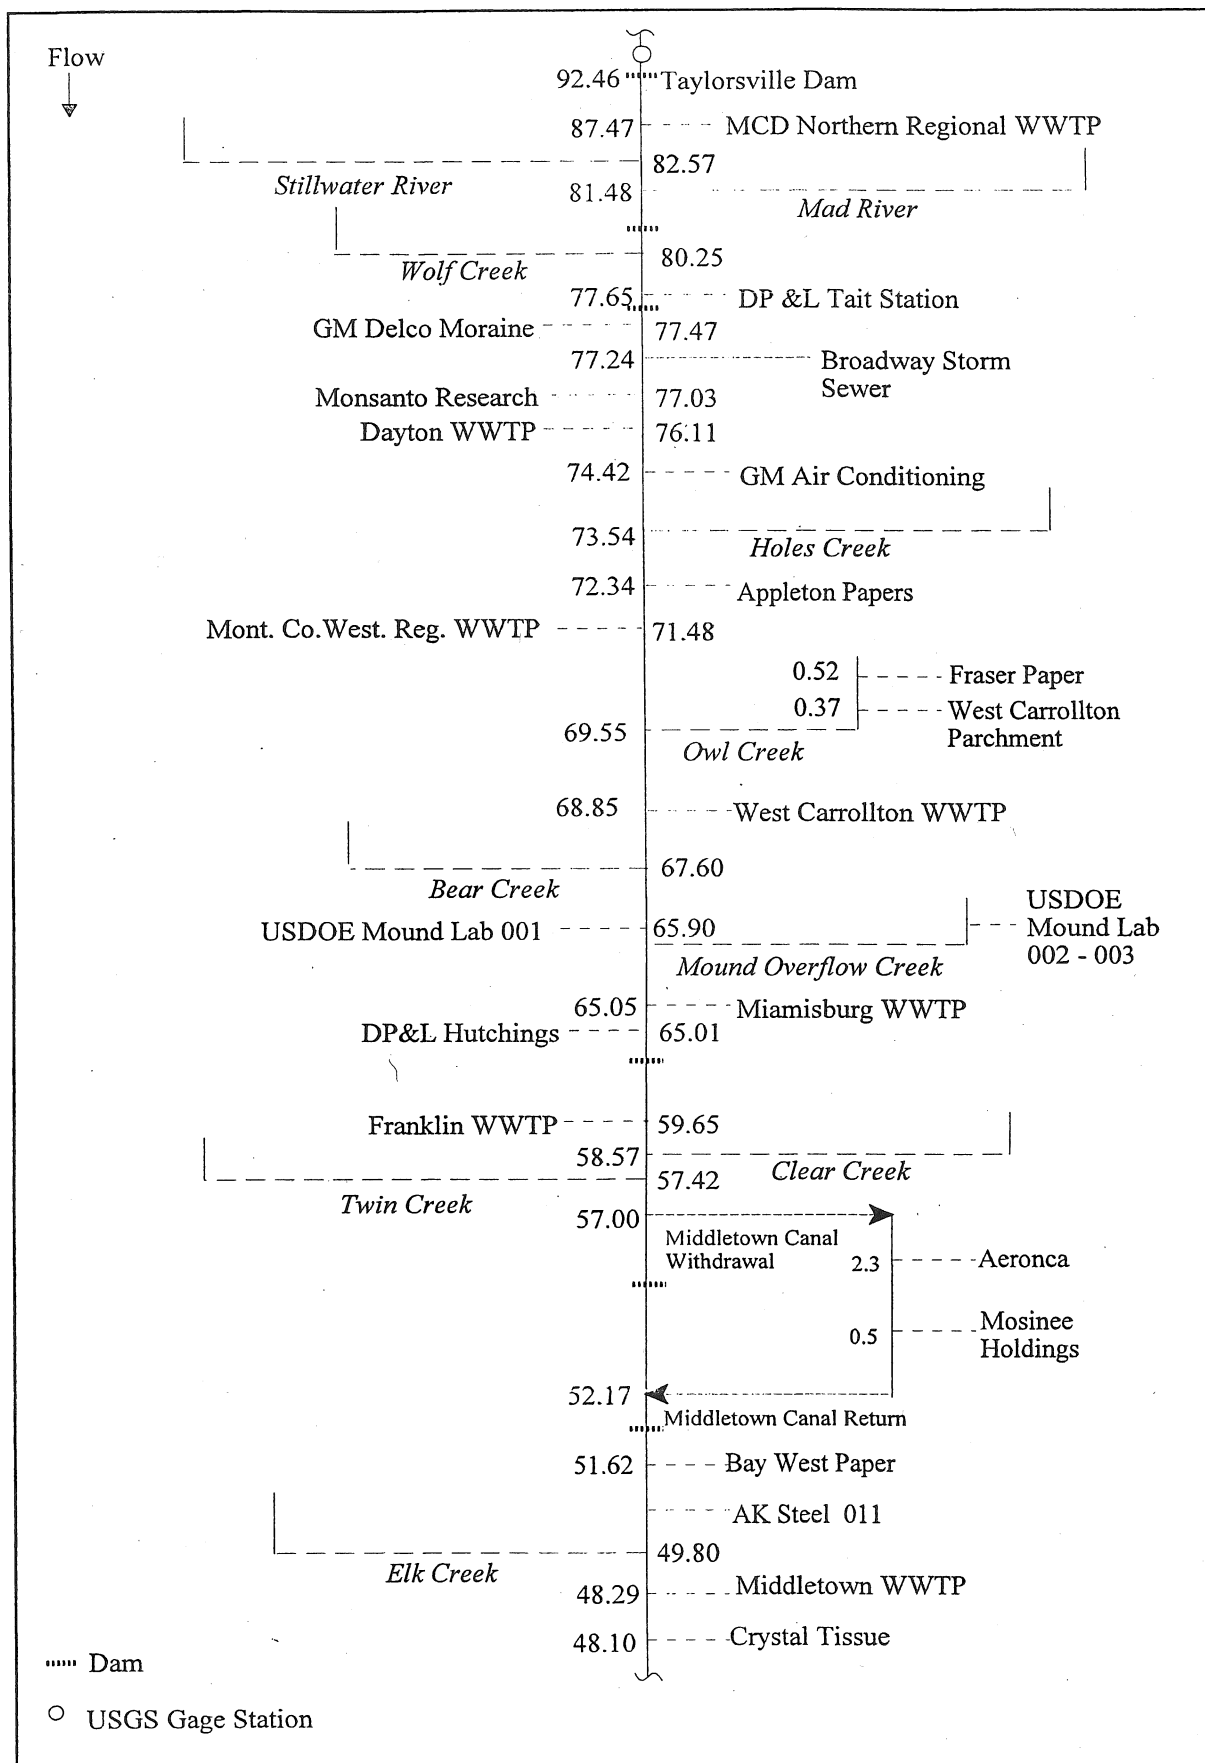 Flow
92.46 Taylorsville Dam
87.47 MCD Northern Regional WWTP
82.57
Stillwater River
81.48
Mad River
80.25
Wolf Creek
77.65 DP &L Tait Station
GM Delco Moraine 77.47
77.24 Broadway Storm
Sewer
Monsanto Research 77.03
Dayton WWTP 76.11
74.42 GM Air Conditioning
73.54
Holes Creek
72.34 Appleton Papers
Mont. Co.West. Reg. WWTP 71.48
0.52 Fraser Paper
0.37 West Carrollton
Parchment
69.55
Owl Creek
68.85 West Carrollton WWTP
67.60
Bear Creek
USDOE
Mound Lab
002 - 003
USDOE Mound Lab 001 65.90
Mound Overflow Creek
65.05 Miamisburg WWTP
DP&L Hutchings 65.01
Franklin WWTP 59.65
58.57
Clear Creek
57.42
Twin Creek
57.00
Middletown Canal
Withdrawal
2.3 Aeronca
0.5 Mosinee
Holdings
52.17
Middletown Canal Return
51.62 Bay West Paper
AK Steel 011
49.80
Elk Creek
48.29 Middletown WWTP
48.10 Crystal Tissue
Dam
USGS Gage Station